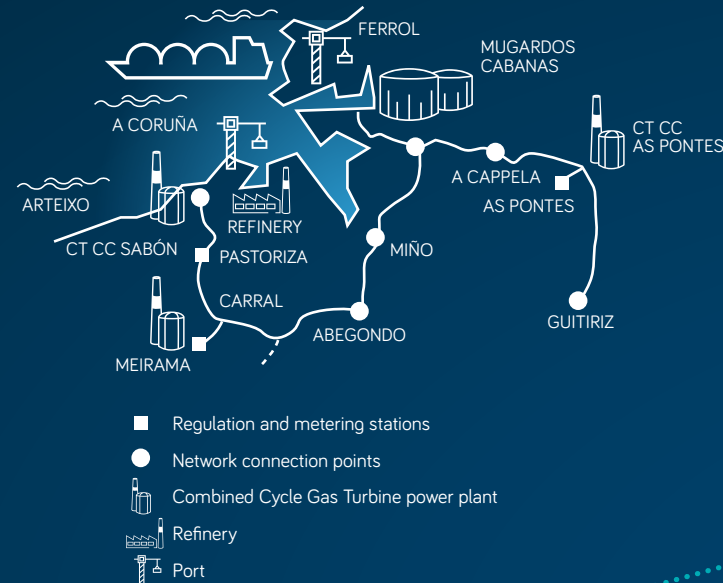 FERROL
MUGARDOS
CABANAS
A CORUÑA
CT CC
AS PONTES
A CAPPELA
ARTEIXO
AS PONTES
REFINERY
CT CC SABÓN
PASTORIZA
MIÑO
CARRAL
GUITIRIZ
ABEGONDO
MEIRAMA
Regulation and metering stations
Network connection points
Combined Cycle Gas Turbine power plant
Refinery
Port